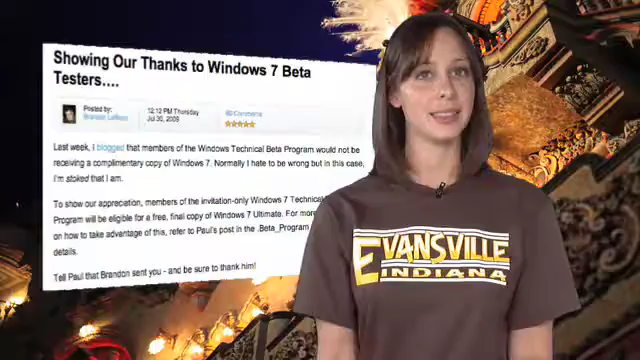 Showing Our Thanks to Windows 7 Beta
Testers....
Posted by:
Brandon LeBlanc
12:12 PM Thursday
Jul 30, 2009
Comments
Last week, I blogged that members of the Windows Technical Beta Program would not be
receiving a complimentary copy of Windows 7. Normally I hate to be wrong but in this case,
I'm stoked that I am.
To show our appreciation, members of the invitation-only Windows 7 Technical
Program will be eligible for a free, final copy of Windows 7 Ultimate. For more
on how to take advantage of this, refer to Paul's post in the .Beta_Program
details.
Tell Paul that Brandon sent you - and be sure to thank him!
EVANSVILLE
INDIANA